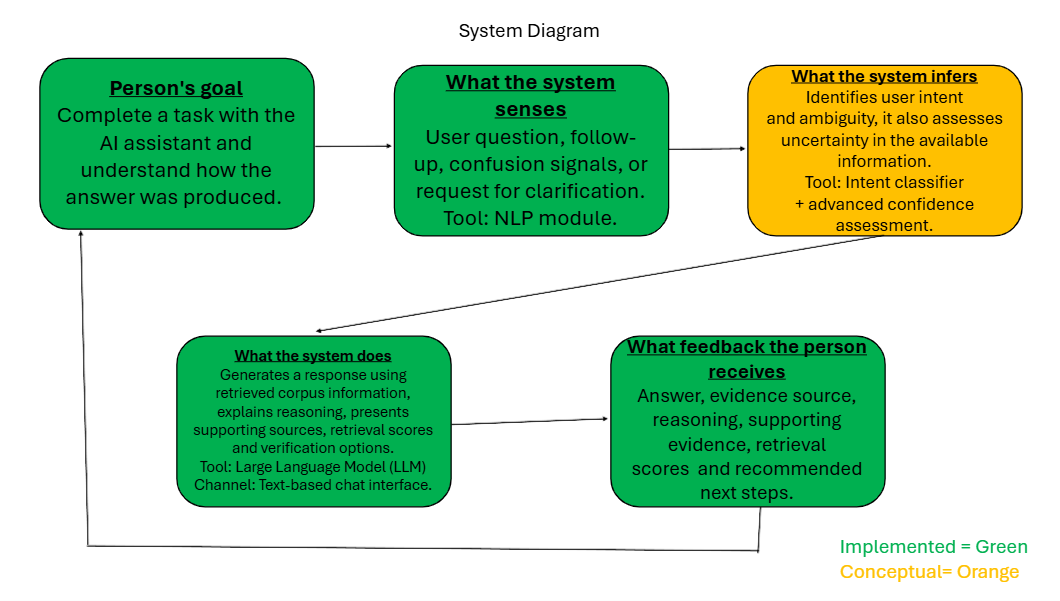 System Diagram
Person's goal
Complete a task with the
AI assistant and
understand how the
answer was produced.
What the system
senses
User question, follow-
up, confusion signals, or
request for clarification.
Tool: NLP module.
What the system infers
Identifies user intent
and ambiguity, it also assesses
uncertainty in the available
information.
Tool: Intent classifier
+ advanced confidence
assessment.
What the system does
Generates a response using
retrieved corpus information,
explains reasoning, presents
supporting sources, retrieval scores
and verification options.
Tool: Large Language Model (LLM)
Channel: Text-based chat interface.
What feedback the person
receives
Answer, evidence source,
reasoning, supporting
evidence, retrieval
scores and recommended
next steps.
Implemented = Green
Conceptual= Orange